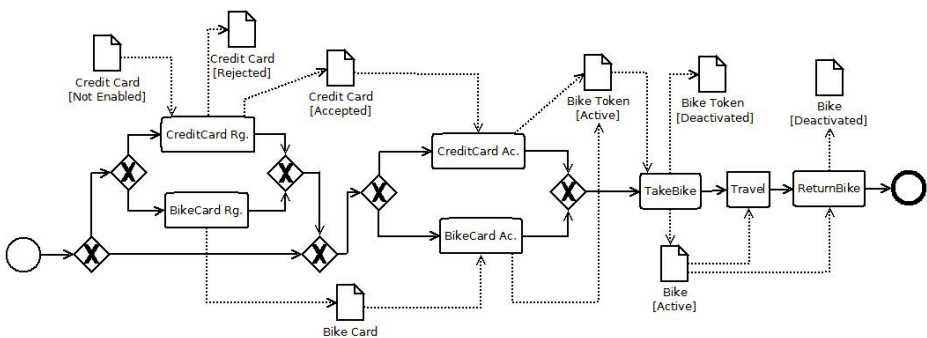 Credit Card
[Not Enabled]
Credit Card
[Rejected]
Credit Card
[Accepted]
Bike Token
[Active]
Bike Token
[Deactivated]
Bike
[Deactivated]
CreditCard Rg.
BikeCard Rg.
CreditCard Ac.
BikeCard Ac.
TakeBike
Travel
ReturnBike
X
X
X
X
X
X
Bike Card
Bike
[Active]